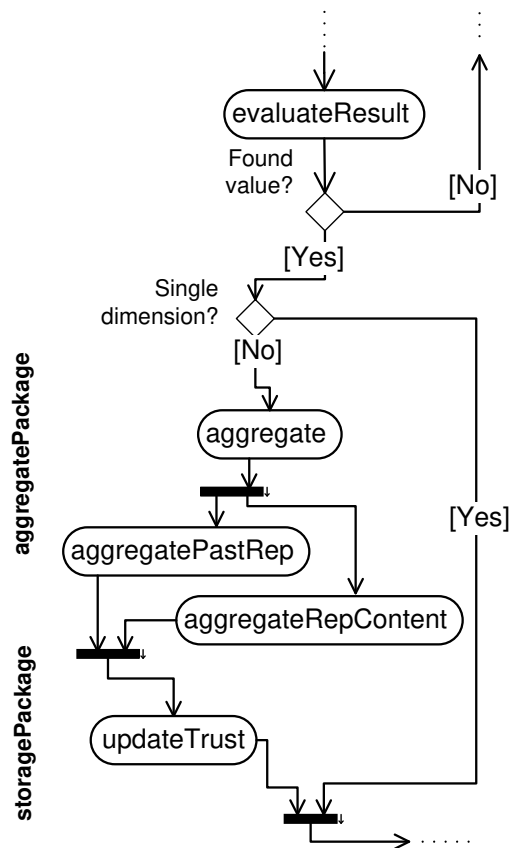 evaluateResult
Found
value?
[No]
[Yes]
Single
dimension?
[No]
aggregatePackage
aggregate
[Yes]
aggregatePastRep
aggregateRepContent
storagePackage
updateTrust